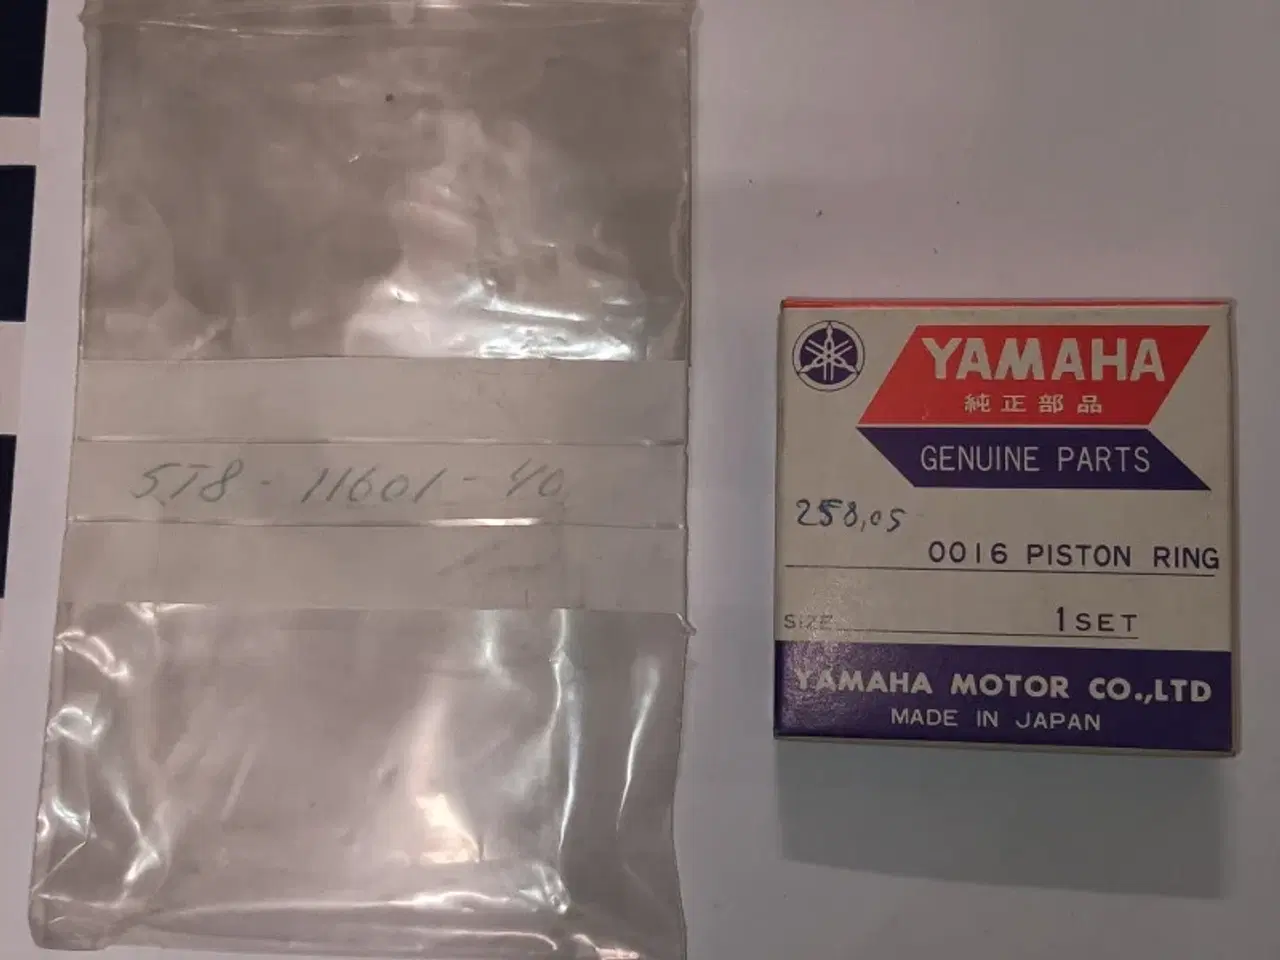 5T8-11601-40
YAMAHA
純正部品
GENUINE PARTS
258,05
0016 PISTON RING
SIZE 1 SET
YAMAHA MOTOR CO.,LTD
MADE IN JAPAN